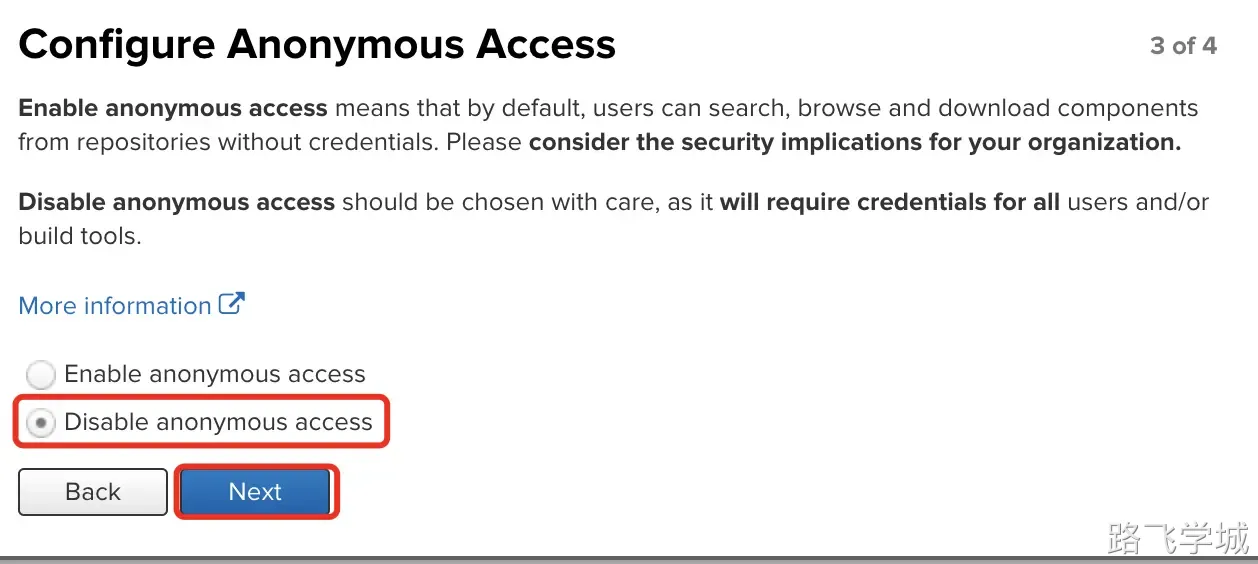 Configure Anonymous Access
3 of 4
Enable anonymous access means that by default, users can search, browse and download components
from repositories without credentials. Please consider the security implications for your organization.
Disable anonymous access should be chosen with care, as it will require credentials for all users and/or
build tools.
More information
Enable anonymous access
Disable anonymous access
Back
Next
路飞学城